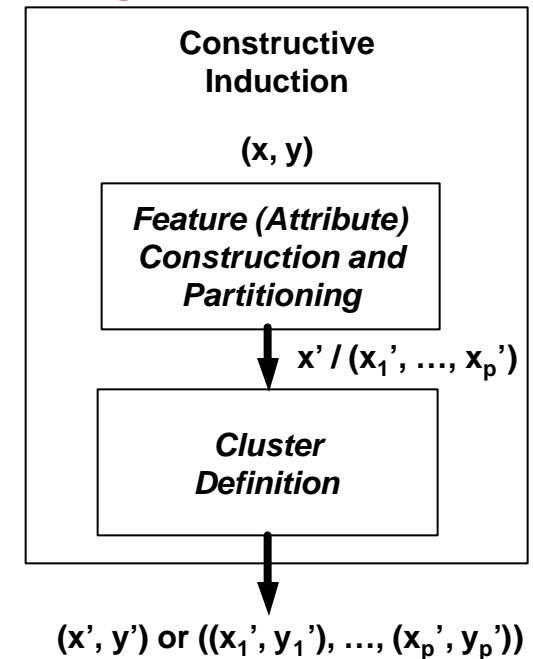 Constructive
Induction
(x, y)
Feature (Attribute)
Construction and
Partitioning
x' / (x₁', …, xₚ')
Cluster
Definition
(x', y') or ((x₁', y₁'), …, (xₚ', yₚ'))